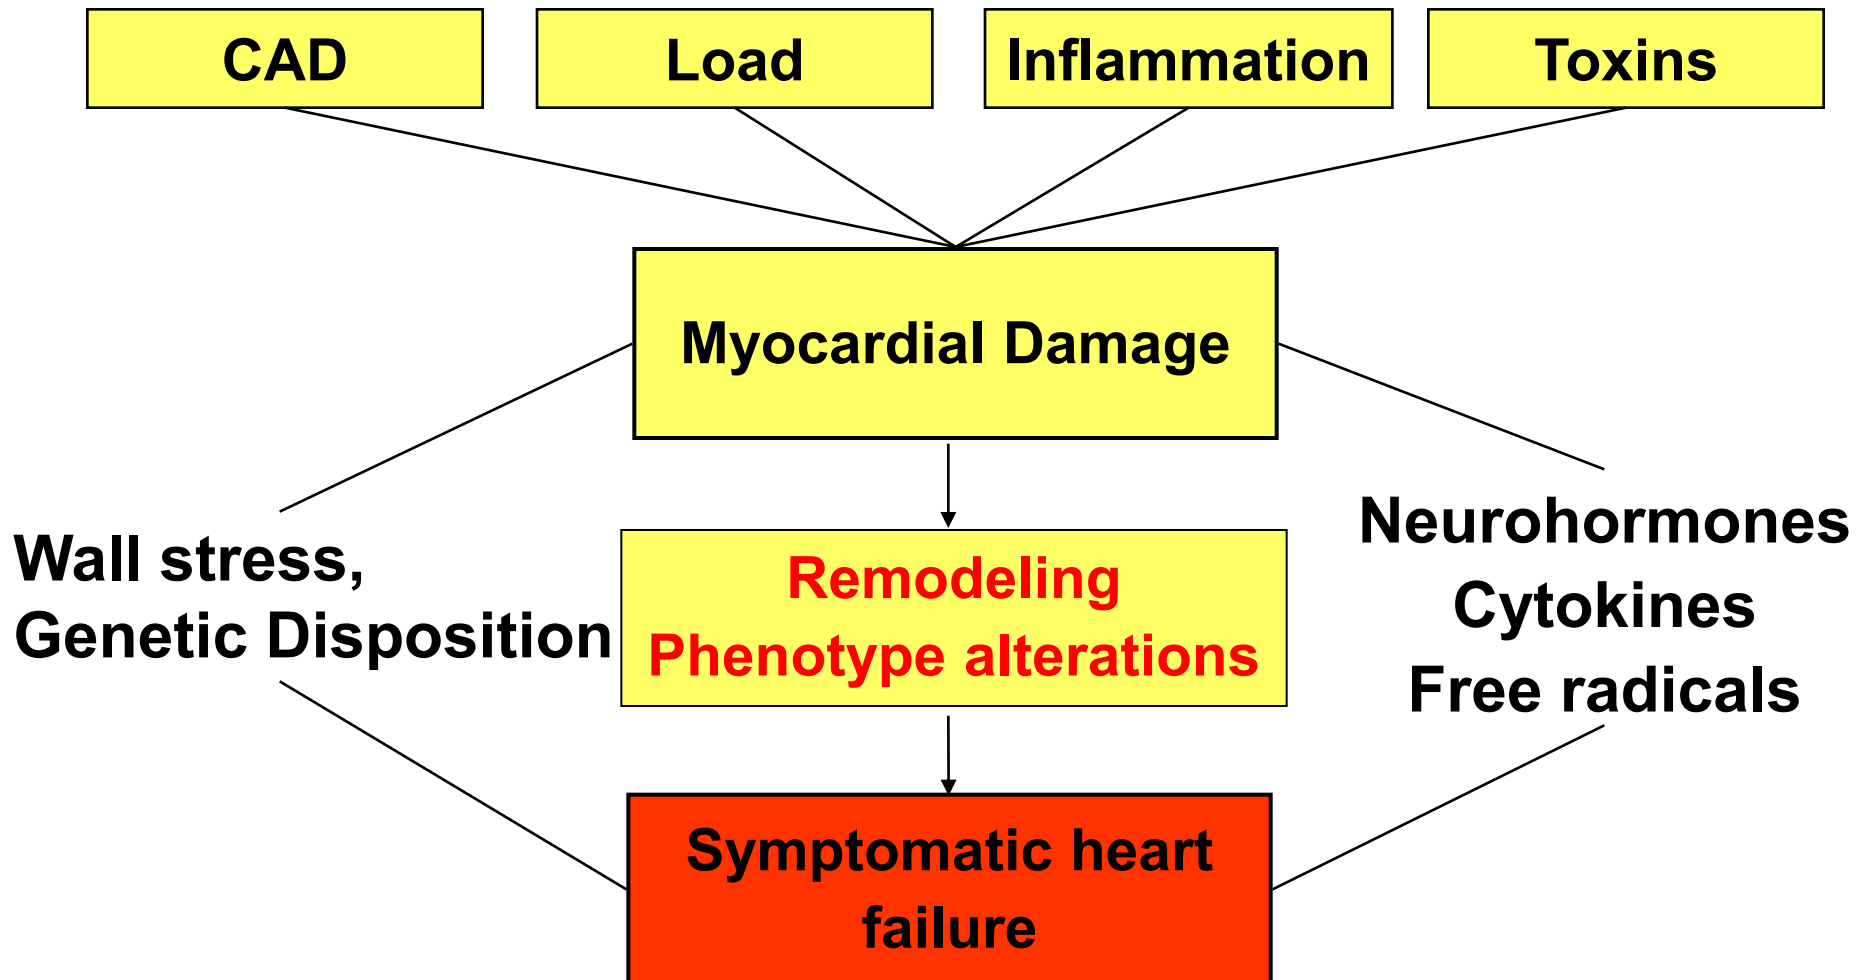 CAD
Load
Inflammation
Toxins
Myocardial Damage
Wall stress,
Genetic Disposition
Remodeling
Phenotype alterations
Neurohormones
Cytokines
Free radicals
Symptomatic heart
failure